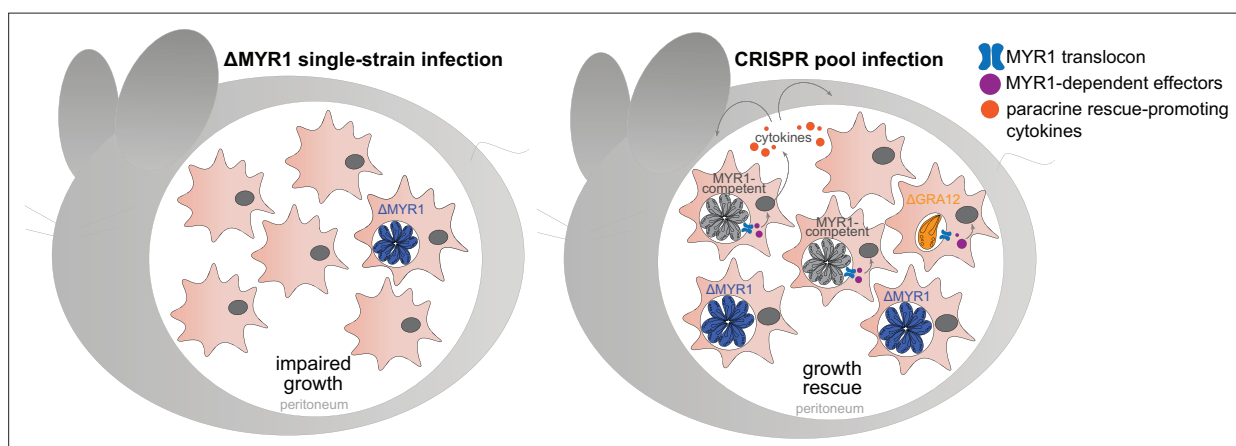 ΔMYR1 single-strain infection
ΔMYR1
impaired
growth
peritoneum
CRISPR pool infection
cytokines
MYR1-
competent
MYR1-
competent
ΔGRA12
ΔMYR1
ΔMYR1
growth
rescue
peritoneum
MYR1 translocon
MYR1-dependent effectors
paracrine rescue-promoting
cytokines